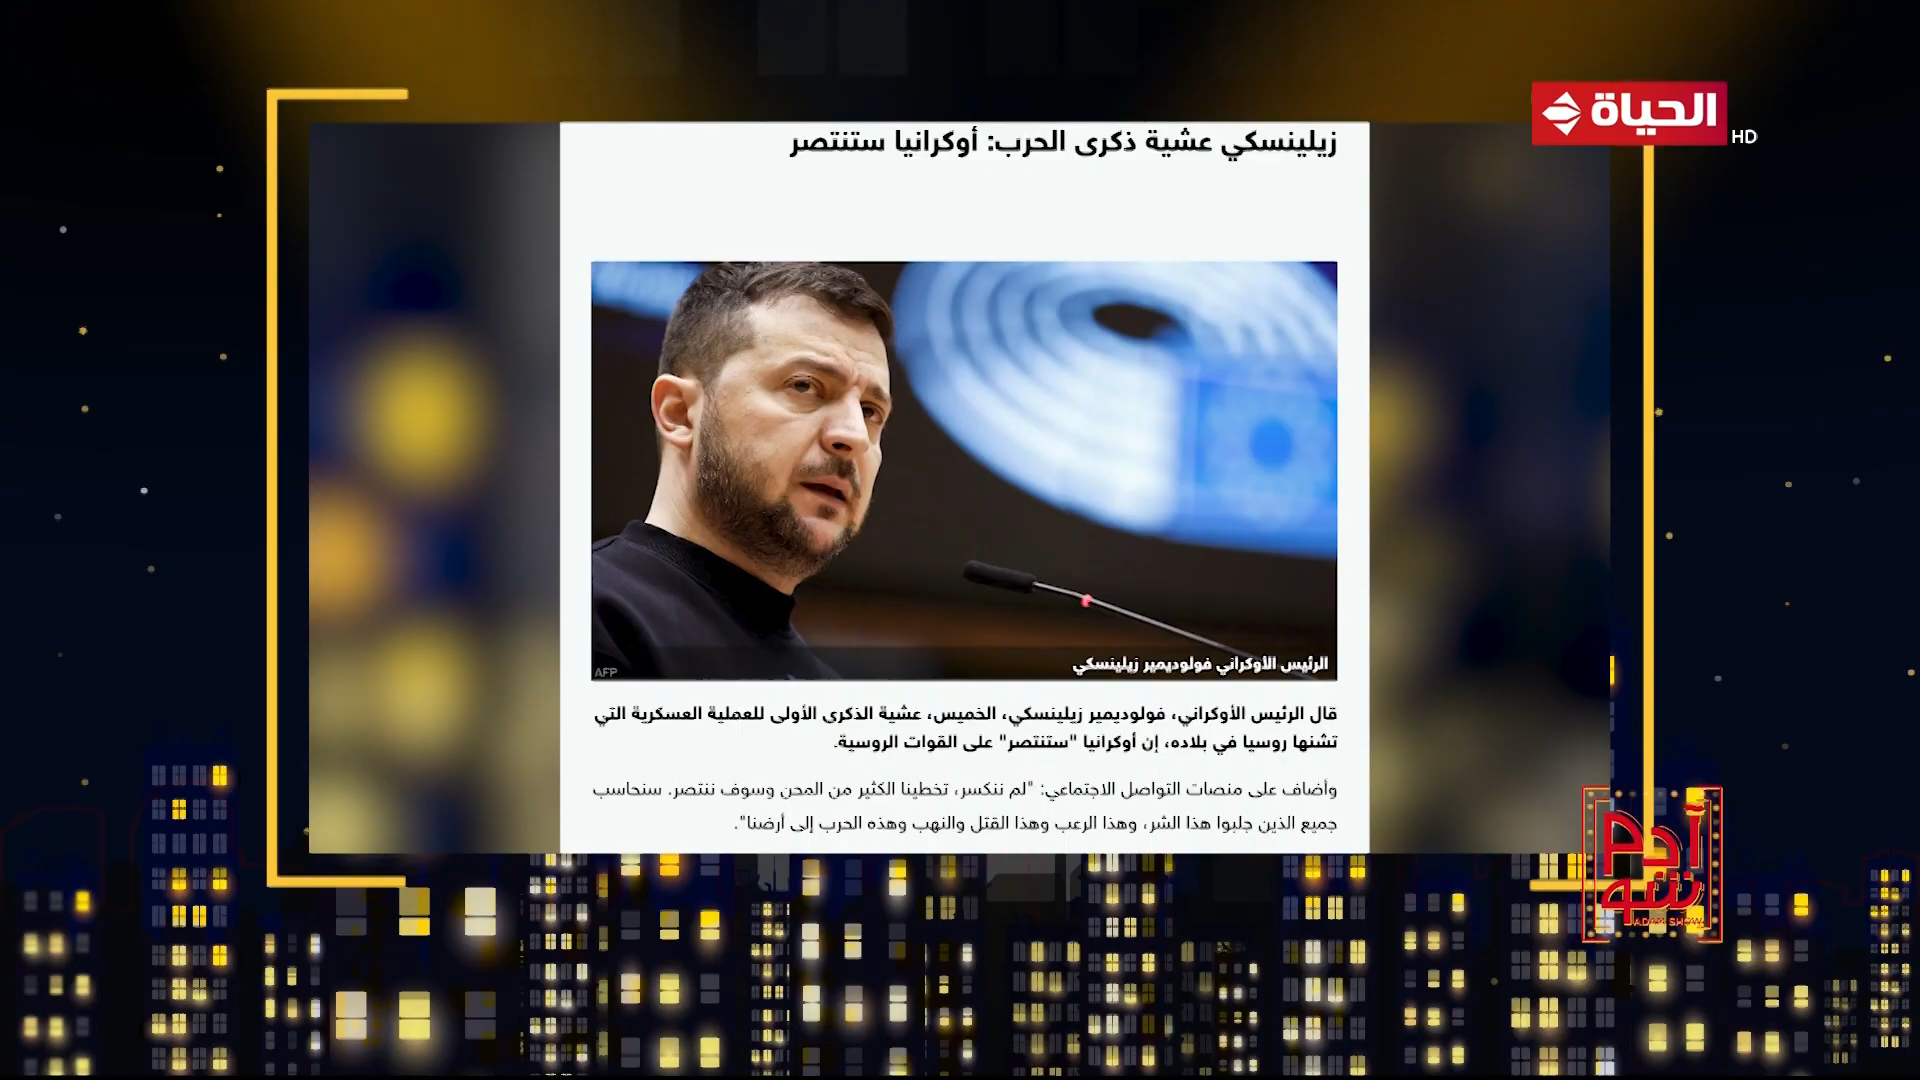 الحياة
HD
زيلينسكي عشية ذكرى الحرب: أوكرانيا ستنتصر
الرئيس الأوكراني فولوديمير زيلينسكي
AFP
قال الرئيس الأوكراني، فولوديمير زيلينسكي، الخميس، عشية الذكرى الأولى للعملية العسكرية التي
تشنها روسيا في بلاده، إن أوكرانيا "ستنتصر" على القوات الروسية.
وأضاف على منصات التواصل الاجتماعي: "لم ننكسر، تخطينا الكثير من المحن وسوف ننتصر. سنحاسب
جميع الذين جلبوا هذا الشر، وهذا الرعب وهذا القتل والنهب وهذه الحرب إلى أرضنا".
أدم
شو
ADAM SHOW